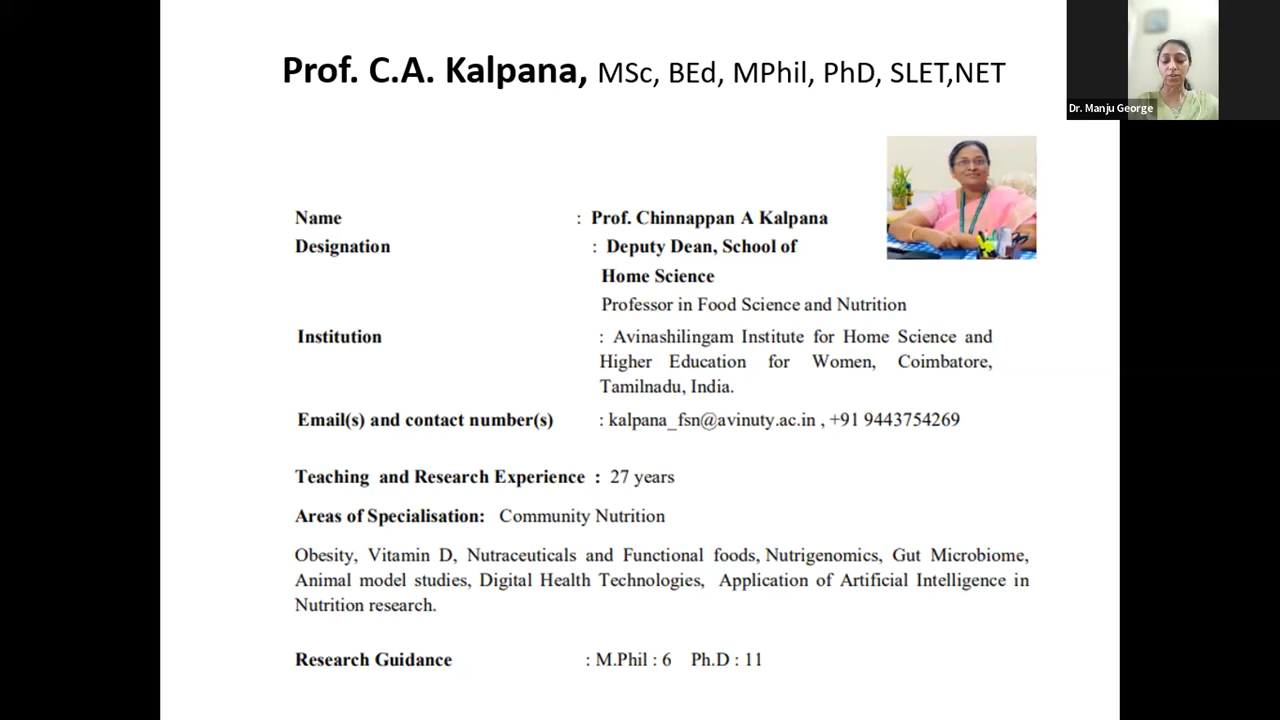 Prof. C.A. Kalpana, MSc, BEd, MPhil, PhD, SLET,NET
Dr. Manju George
Name : Prof. Chinnappan A Kalpana
Designation : Deputy Dean, School of
Home Science
Professor in Food Science and Nutrition
Institution : Avinashilingam Institute for Home Science and
Higher Education for Women, Coimbatore,
Tamilnadu, India.
Email(s) and contact number(s) : kalpana_fsn@avinuty.ac.in , +91 9443754269
Teaching and Research Experience : 27 years
Areas of Specialisation: Community Nutrition
Obesity, Vitamin D, Nutraceuticals and Functional foods, Nutrigenomics, Gut Microbiome,
Animal model studies, Digital Health Technologies, Application of Artificial Intelligence in
Nutrition research.
Research Guidance : M.Phil : 6 Ph.D : 11